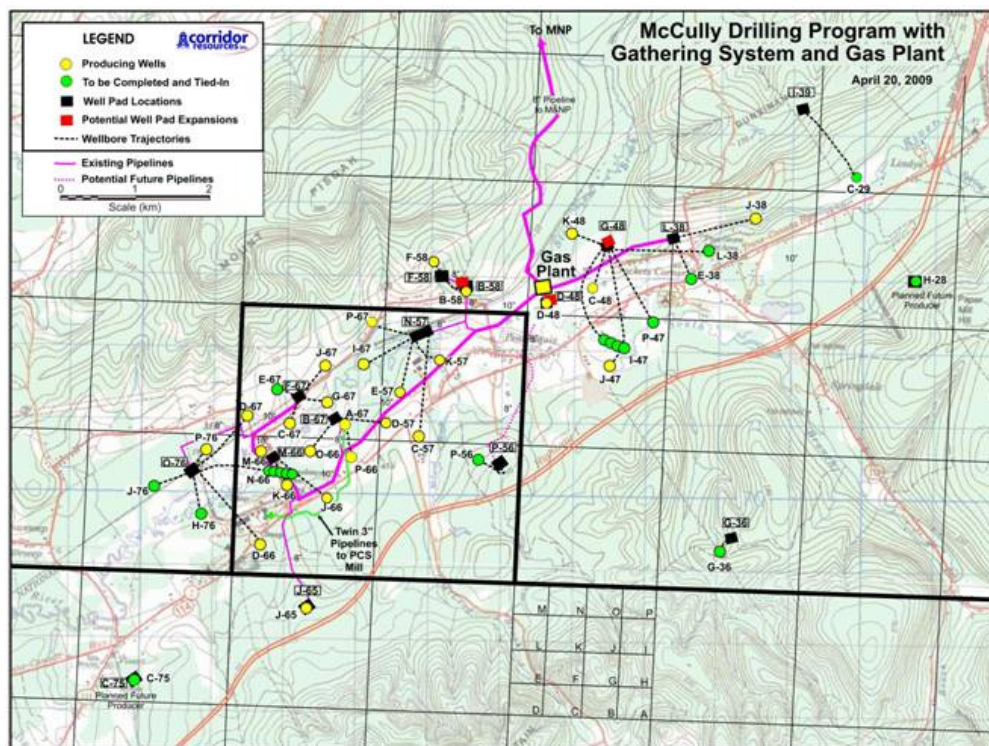 McCully Drilling Program with
Gathering System and Gas Plant
April 20, 2009
LEGEND
corridor
resources inc.
Producing Wells
To be Completed and Tied-In
Well Pad Locations
Potential Well Pad Expansions
Wellbore Trajectories
Existing Pipelines
Potential Future Pipelines
0 1 2
Scale (km)
To MNP
8" Pipeline
to M&NP
I-39
C-29
J-38
K-48
G-48
L-38
L-38
E-38
F-58
F-58
B-58
B-58
Gas
Plant
C-48
D-48
D-48
H-28
Planned Future
Producer
P-47
I-47
J-47
P-67
N-57
I-67
J-67
K-57
E-67
F-67
E-57
G-67
D-67
B-67
A-67
D-57
C-67
C-57
P-76
M-66
M-66
O-66
P-66
P-56
P-56
O-76
N-66
J-76
K-66
J-66
H-76
D-66
Twin 3"
Pipelines
to PCS
Mill
G-36
G-36
J-65
J-65
C-75
C-75
Planned Future
Producer
M N O P
L K J I
E F G H
D C B A